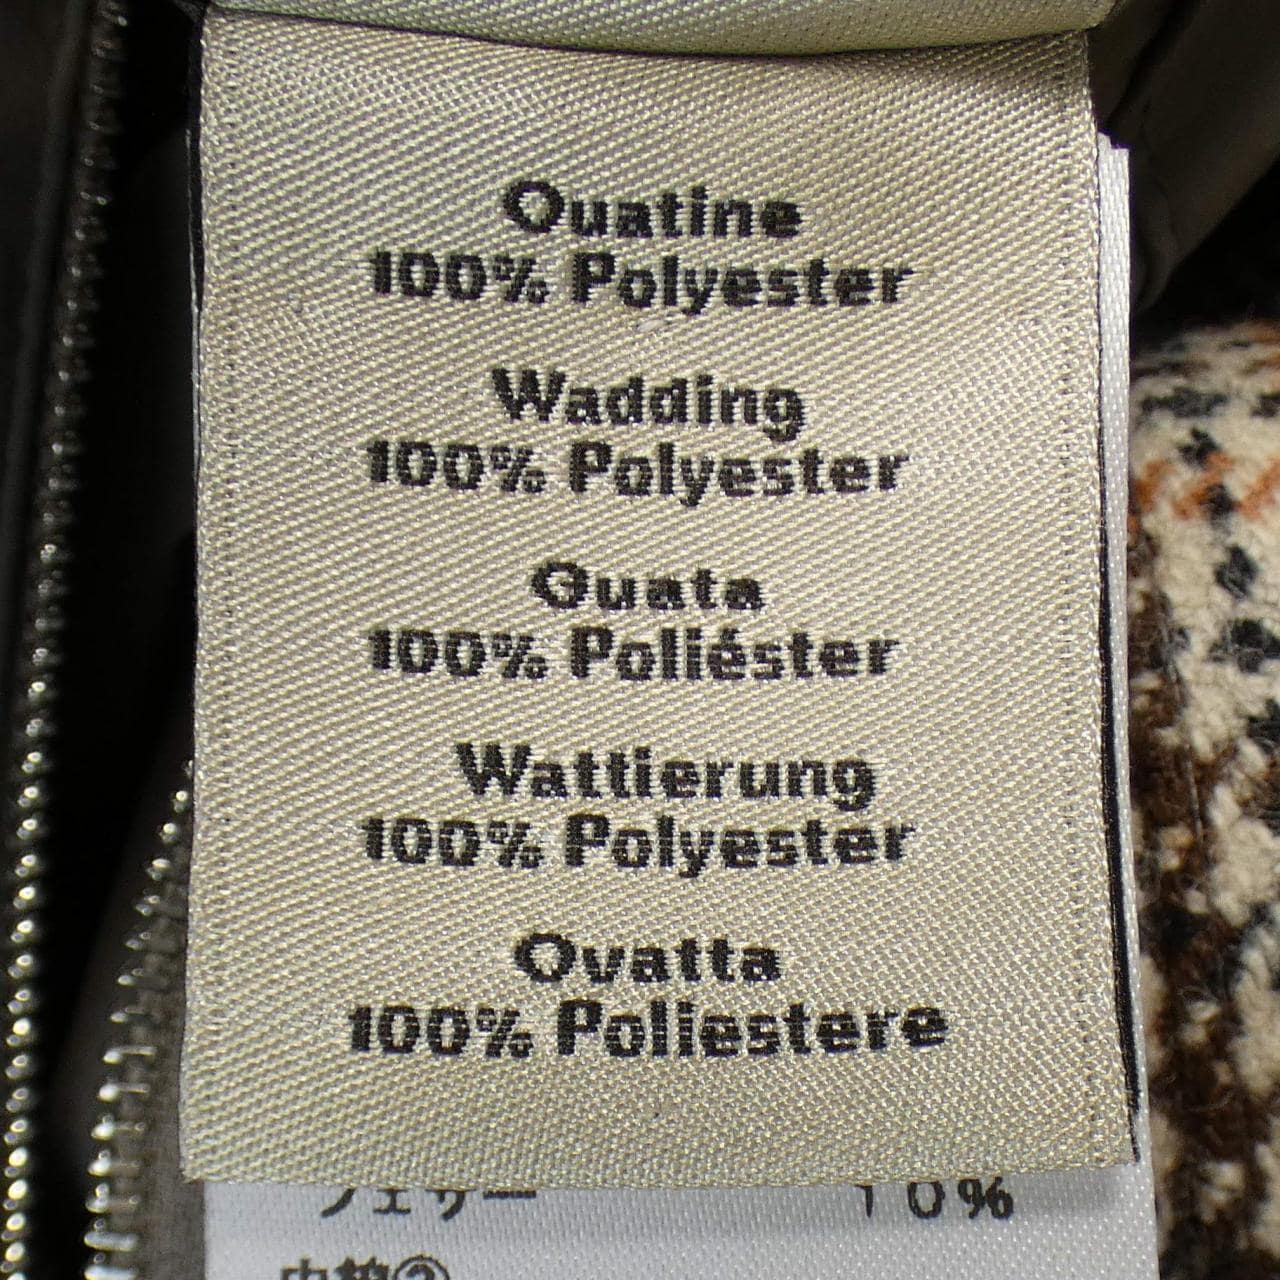 Ouatine
100% Polyester
Wadding
100% Polyester
Guata
100% Poliéster
Wattierung
100% Polyester
Ovatta
100% Poliestere
フェザー 10%